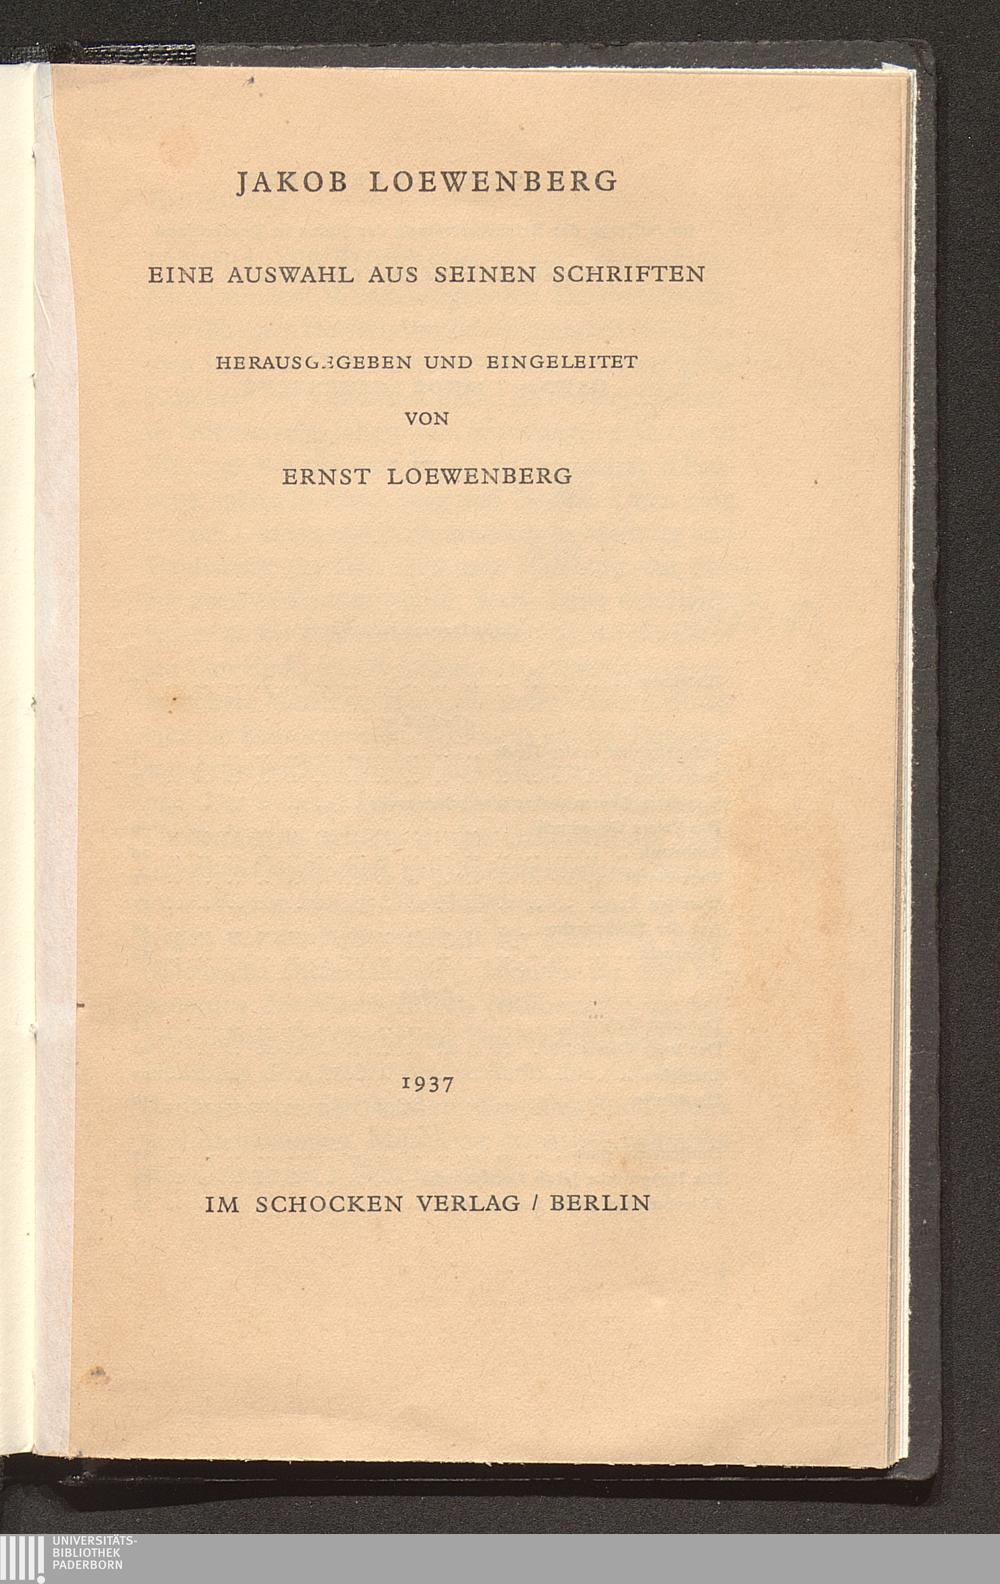 JAKOB LOEWENBERG
EINE AUSWAHL AUS SEINEN SCHRIFTEN
HERAUSGEGEBEN UND EINGELEITET
VON
ERNST LOEWENBERG
1937
IM SCHOCKEN VERLAG / BERLIN
UNIVERSITÄTS-
BIBLIOTHEK
PADERBORN